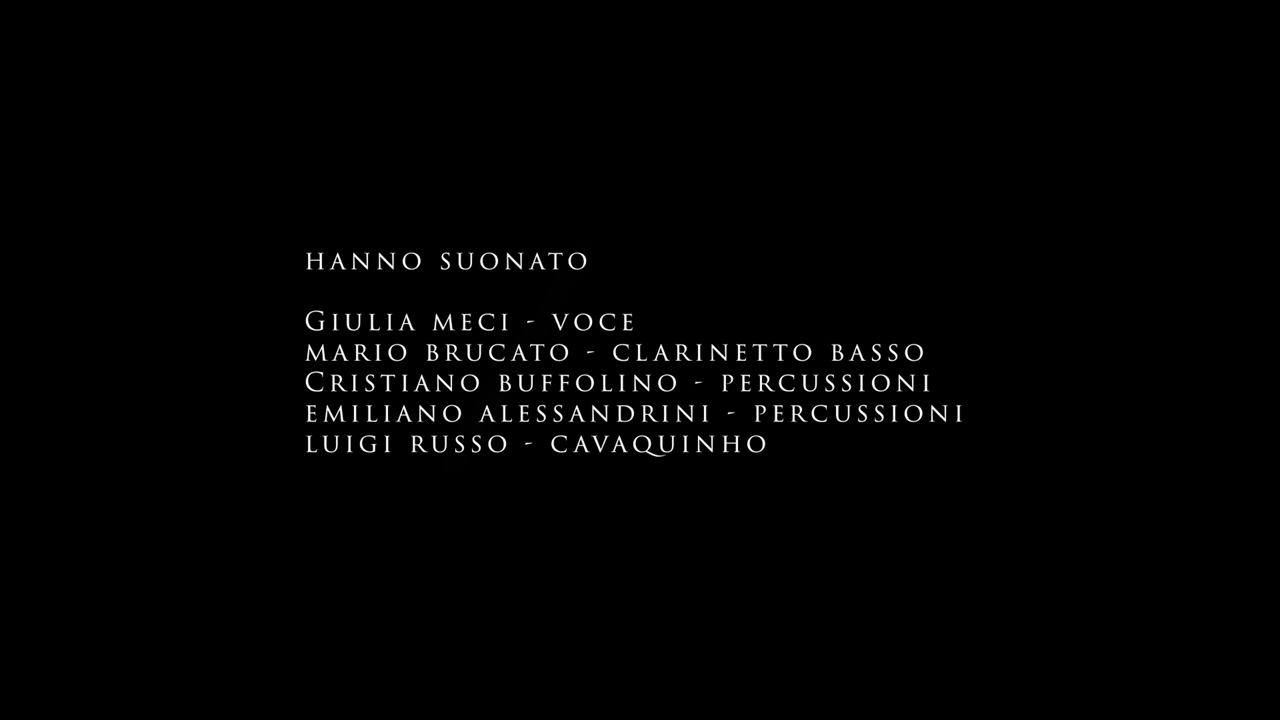 HANNO SUONATO
GIULIA MECI - VOCE
MARIO BRUCATO - CLARINETTO BASSO
CRISTIANO BUFFOLINO - PERCUSSIONI
EMILIANO ALESSANDRINI - PERCUSSIONI
LUIGI RUSSO - CAVAQUINHO